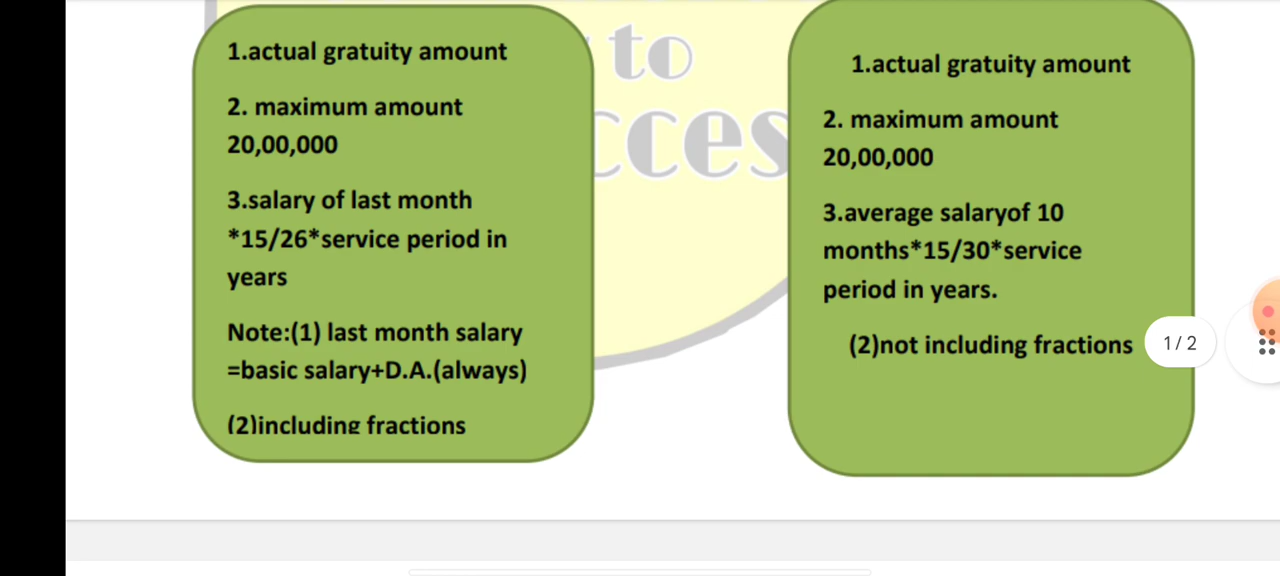 to
cces
1.actual gratuity amount
2. maximum amount
20,00,000
3.salary of last month
*15/26*service period in
years
Note:(1) last month salary
=basic salary+D.A.(always)
(2)including fractions
1.actual gratuity amount
2. maximum amount
20,00,000
3.average salaryof 10
months*15/30*service
period in years.
(2)not including fractions
1 / 2